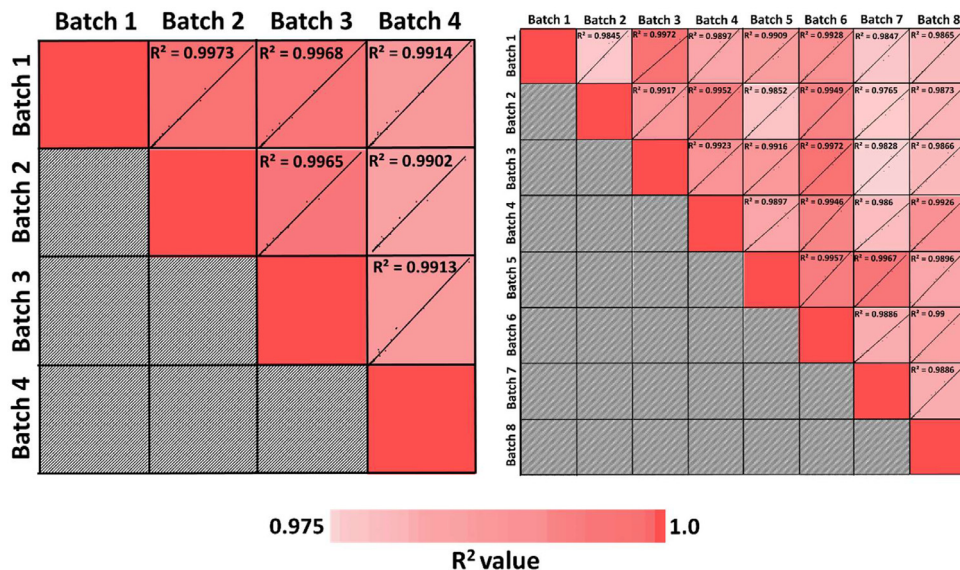 Batch 1 Batch 2 Batch 3 Batch 4
Batch 1
R² = 0.9973 R² = 0.9968 R² = 0.9914
Batch 2
R² = 0.9965 R² = 0.9902
Batch 3
R² = 0.9913
Batch 4
Batch 1 Batch 2 Batch 3 Batch 4 Batch 5 Batch 6 Batch 7 Batch 8
Batch 1
R² = 0.9845 R² = 0.9972 R² = 0.9897 R² = 0.9909 R² = 0.9928 R² = 0.9847 R² = 0.9865
Batch 2
R² = 0.9917 R² = 0.9952 R² = 0.9852 R² = 0.9949 R² = 0.9765 R² = 0.9873
Batch 3
R² = 0.9923 R² = 0.9916 R² = 0.9972 R² = 0.9828 R² = 0.9866
Batch 4
R² = 0.9897 R² = 0.9946 R² = 0.986 R² = 0.9926
Batch 5
R² = 0.9957 R² = 0.9967 R² = 0.9896
Batch 6
R² = 0.9886 R² = 0.99
Batch 7
R² = 0.9886
Batch 8
0.975 1.0
R² value